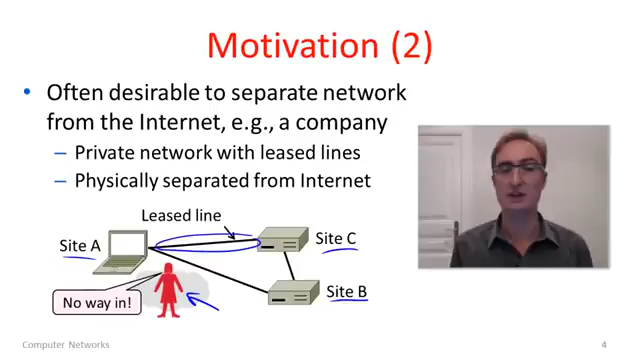 Motivation (2)
• Often desirable to separate network
from the Internet, e.g., a company
– Private network with leased lines
– Physically separated from Internet
Leased line
Site A
Site C
No way in!
Site B
Computer Networks
4